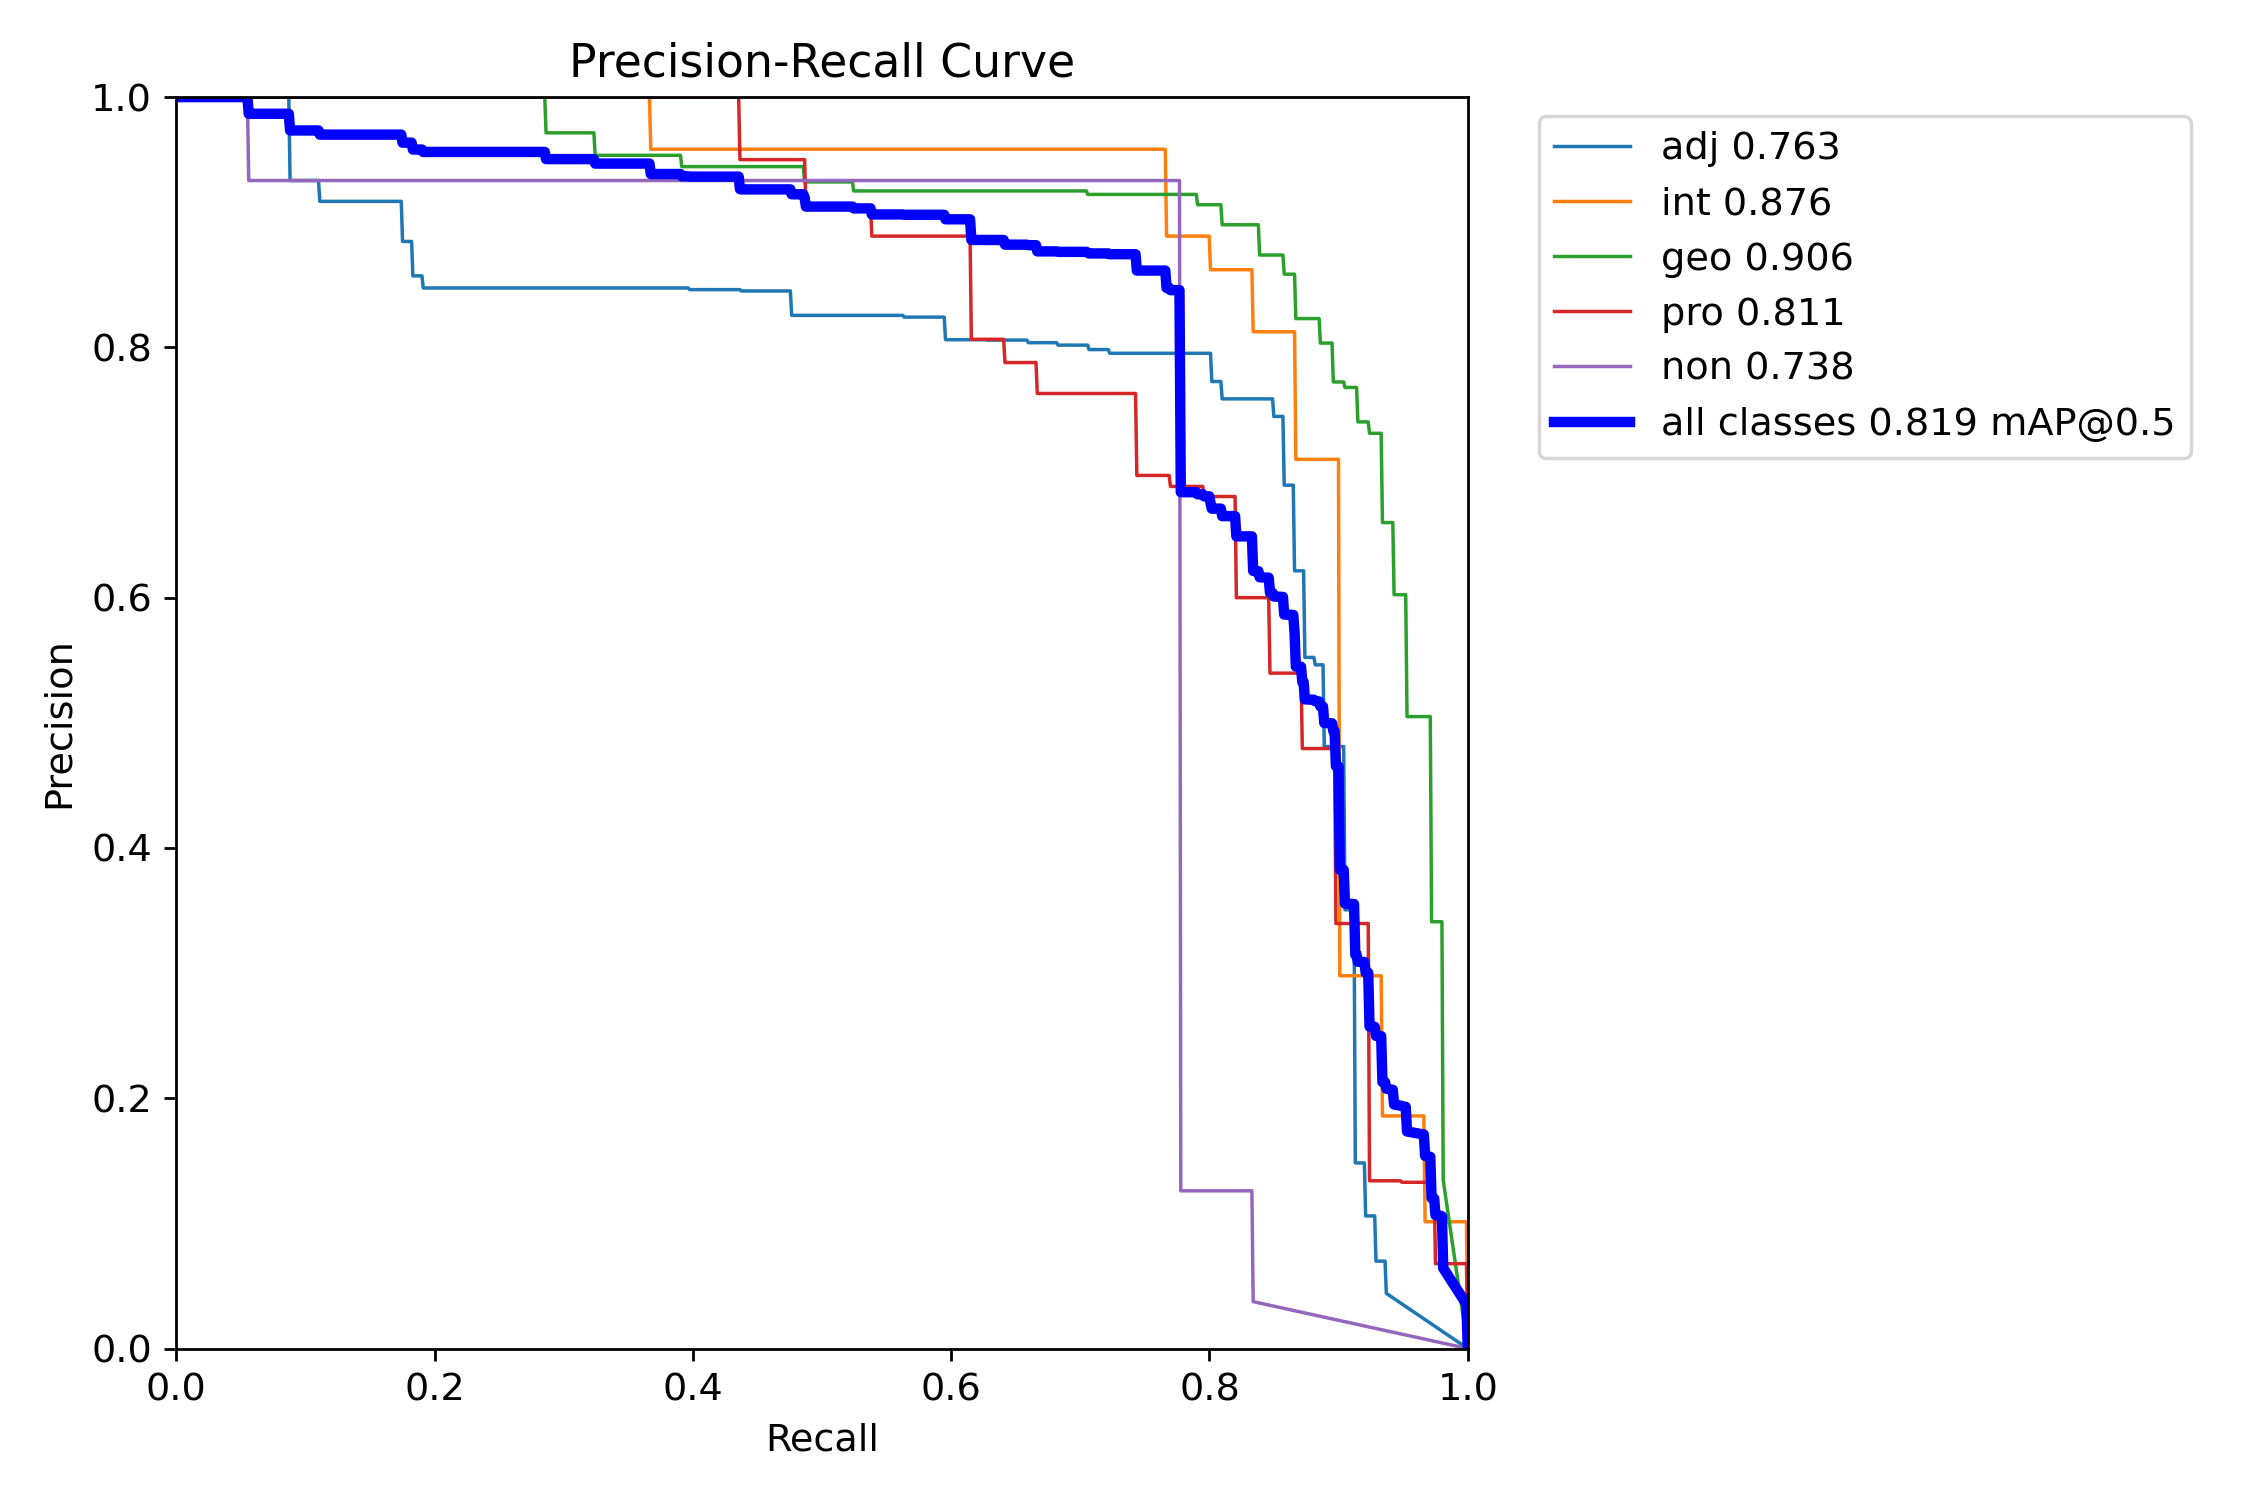 Precision-Recall Curve
1.0
0.8
0.6
0.4
0.2
0.0
Precision
0.0 0.2 0.4 0.6 0.8 1.0
Recall
adj 0.763
int 0.876
geo 0.906
pro 0.811
non 0.738
all classes 0.819 mAP@0.5